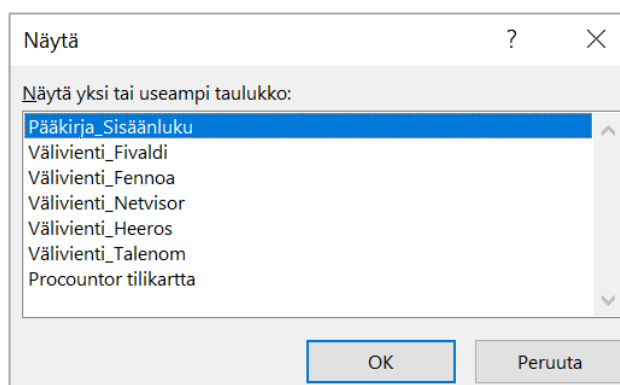 Näytä ?
Näytä yksi tai useampi taulukko:
Pääkirja_Sisäänluku
Välivienti_Fivaldi
Välivienti_Fennoa
Välivienti_Netvisor
Välivienti_Heeros
Välivienti_Talenom
Procountor tilikartta
OK Peruuta